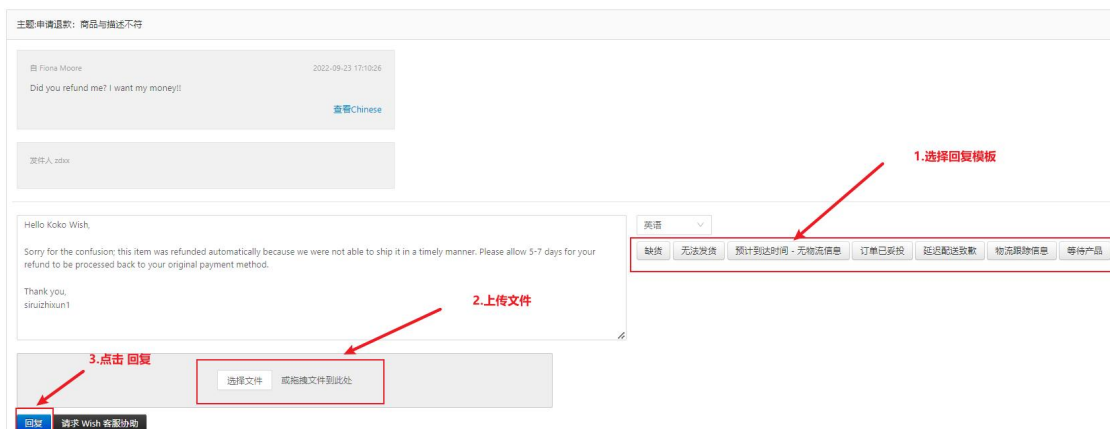 主题:申请退款：商品与描述不符
自 Fiona Moore 2022-09-23 17:10:26
Did you refund me? I want my money!!
查看Chinese
发件人 zdxx
1.选择回复模板
Hello Koko Wish,
Sorry for the confusion; this item was refunded automatically because we were not able to ship it in a timely manner. Please allow 5-7 days for your
refund to be processed back to your original payment method.
Thank you,
siruizhixun1
英语
缺货 无法发货 预计到达时间 - 无物流信息 订单已妥投 延迟配送致歉 物流跟踪信息 等待产品
2.上传文件
3.点击 回复
选择文件 或拖拽文件到此处
回复 请求 Wish 客服协助